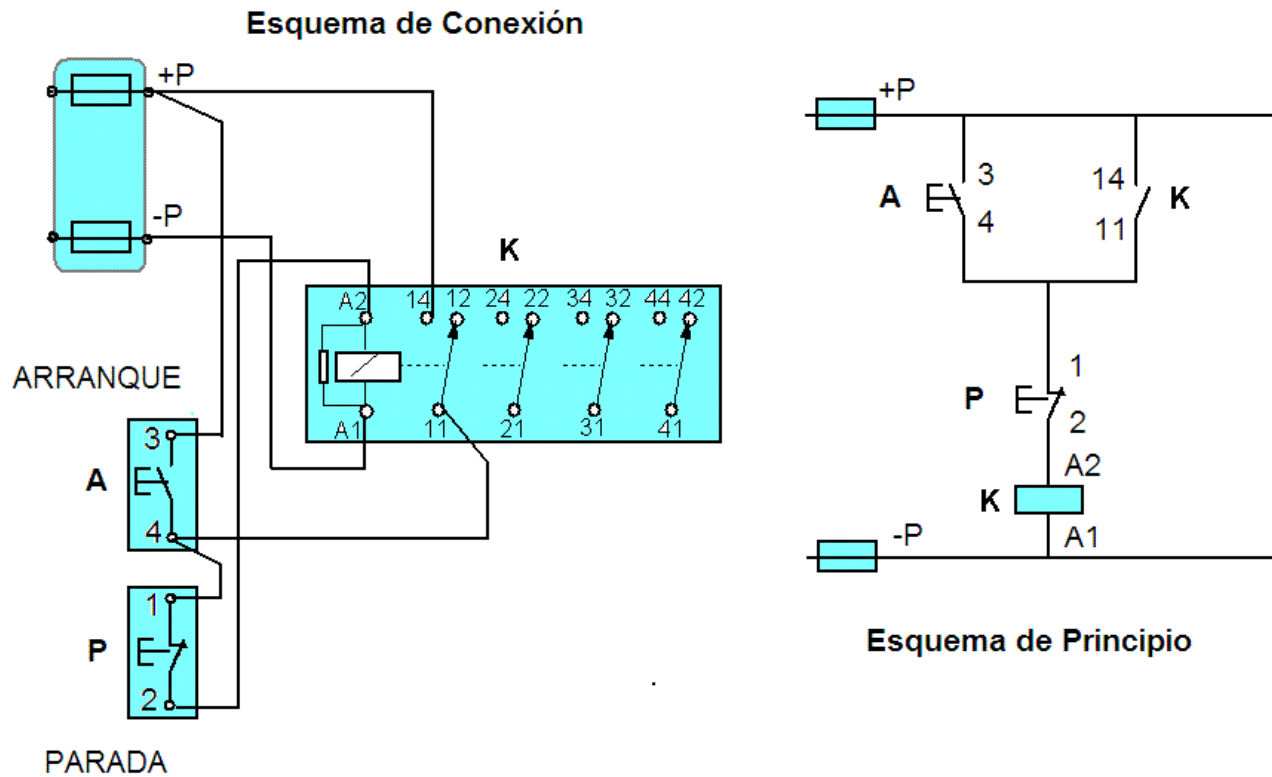 Esquema de Conexión
+P
-P
K
A2 14 12 24 22 34 32 44 42
A1 11 21 31 41
ARRANQUE
3
A
4
1
P
2
PARADA
+P
3 14
A K
4 11
1
P
2
A2
K
A1
-P
Esquema de Principio